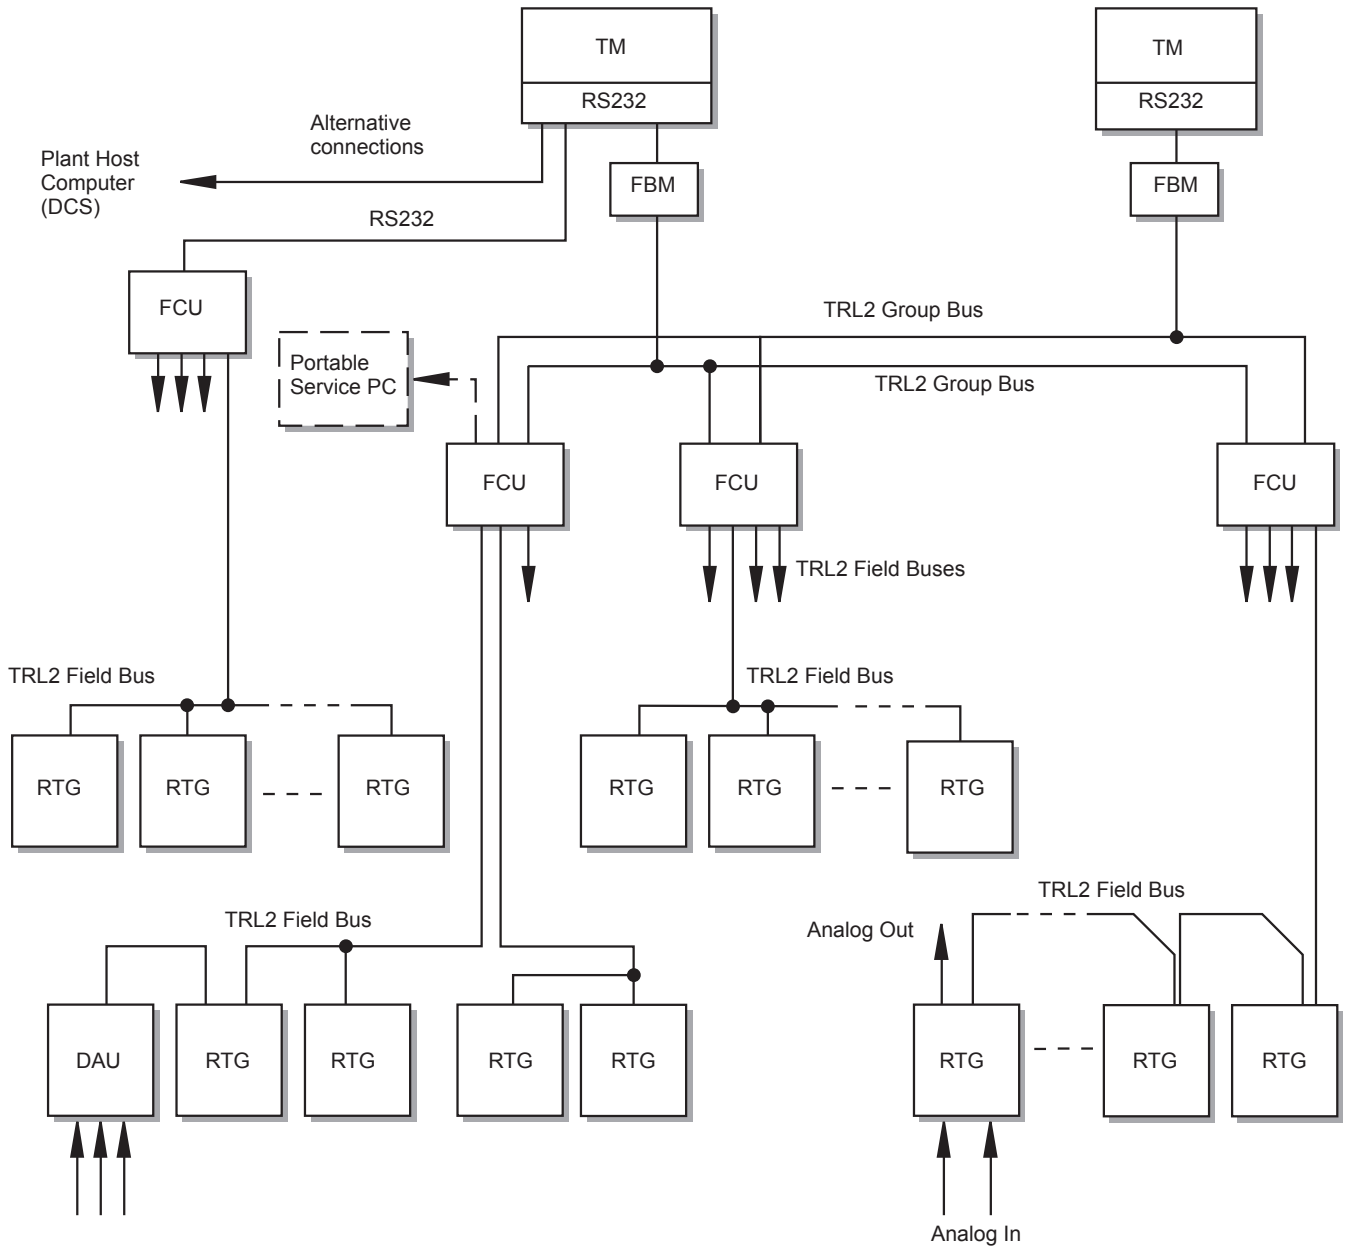 TM
TM
RS232
RS232
Alternative
connections
Plant Host
Computer
(DCS)
FBM
FBM
RS232
FCU
TRL2 Group Bus
Portable
Service PC
TRL2 Group Bus
FCU
FCU
FCU
TRL2 Field Buses
TRL2 Field Bus
TRL2 Field Bus
RTG
RTG
RTG
RTG
RTG
RTG
TRL2 Field Bus
TRL2 Field Bus
Analog Out
DAU
RTG
RTG
RTG
RTG
RTG
RTG
RTG
Analog In